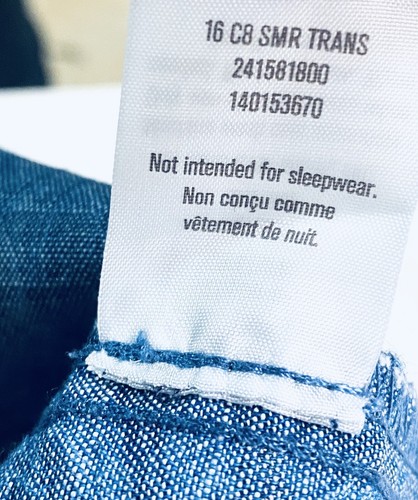 16 C8 SMR TRANS
241581800
140153670
Not intended for sleepwear.
Non conçu comme
vêtement de nuit.